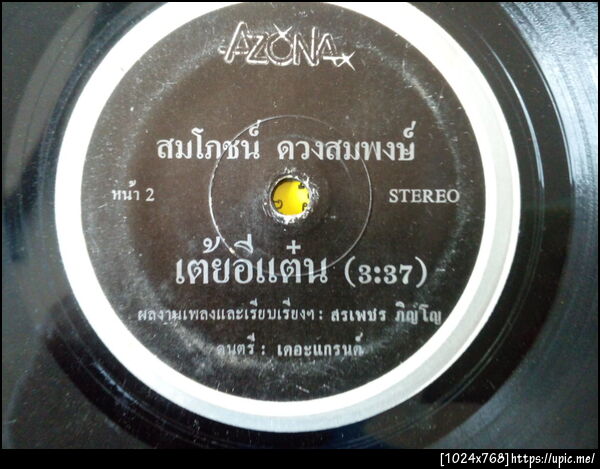 AZONA
สมโภชน์ ดวงสมพงษ์
หน้า 2 STEREO
เต้ยอีแต๋น (3:37)
ผลงานเพลงและเรียบเรียงฯ : สรเพชร ภิญโญ
ดนตรี : เดอะแกรนด์
[1024x768]https://upic.me/